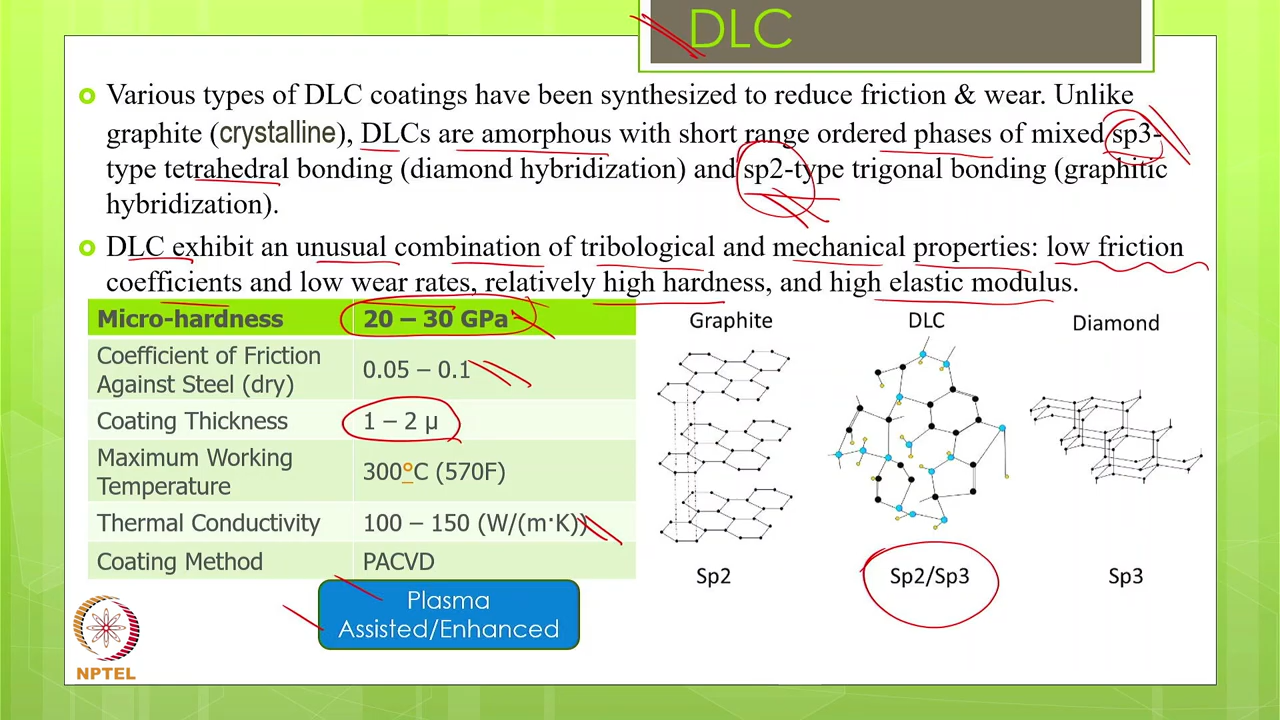 DLC
Various types of DLC coatings have been synthesized to reduce friction & wear. Unlike
graphite (crystalline), DLCs are amorphous with short range ordered phases of mixed sp3-
type tetrahedral bonding (diamond hybridization) and sp2-type trigonal bonding (graphitic
hybridization).
DLC exhibit an unusual combination of tribological and mechanical properties: low friction
coefficients and low wear rates, relatively high hardness, and high elastic modulus.
Micro-hardness 20 – 30 GPa
Coefficient of Friction
Against Steel (dry) 0.05 – 0.1
Coating Thickness 1 – 2 μ
Maximum Working
Temperature 300°C (570F)
Thermal Conductivity 100 – 150 (W/(m·K))
Coating Method PACVD
Plasma
Assisted/Enhanced
Graphite DLC Diamond
Sp2 Sp2/Sp3 Sp3
NPTEL